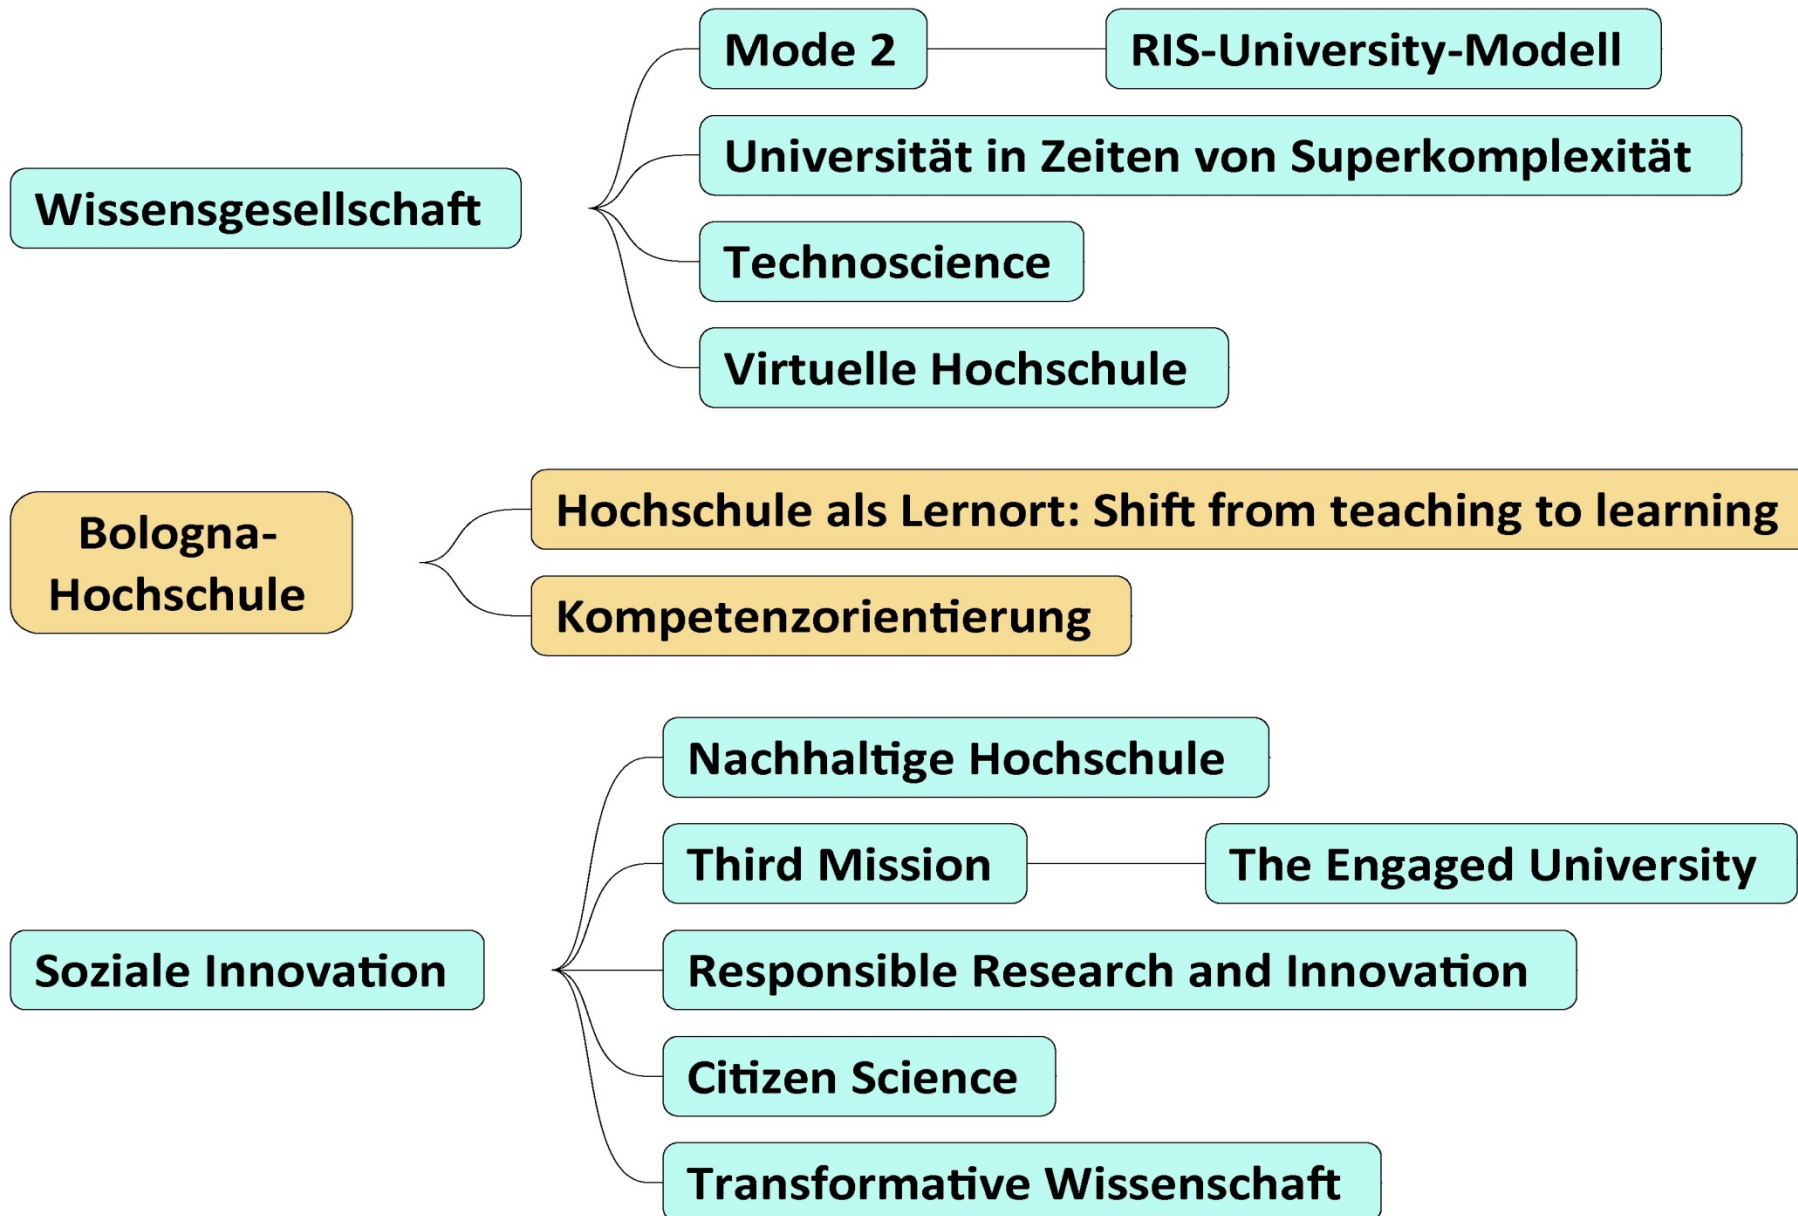 Mode 2
RIS-University-Modell
Universität in Zeiten von Superkomplexität
Wissensgesellschaft
Technoscience
Virtuelle Hochschule
Bologna-
Hochschule
Hochschule als Lernort: Shift from teaching to learning
Kompetenzorientierung
Nachhaltige Hochschule
Third Mission
The Engaged University
Soziale Innovation
Responsible Research and Innovation
Citizen Science
Transformative Wissenschaft